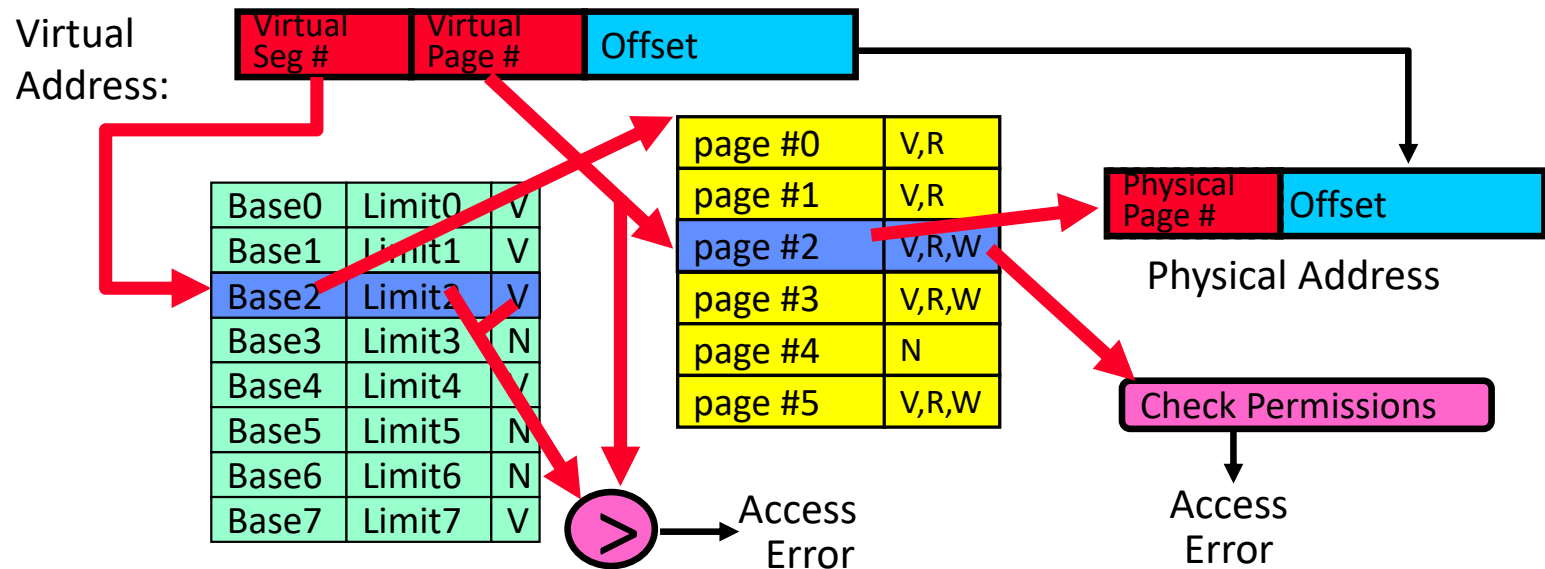 Virtual
Address:
Virtual
Seg #
Virtual
Page #
Offset
page #0 V,R
page #1 V,R
page #2 V,R,W
page #3 V,R,W
page #4 N
page #5 V,R,W
Base0 Limit0 V
Base1 Limit1 V
Base2 Limit2 V
Base3 Limit3 N
Base4 Limit4 V
Base5 Limit5 N
Base6 Limit6 N
Base7 Limit7 V
>
Access
Error
Physical
Page #
Offset
Physical Address
Check Permissions
Access
Error